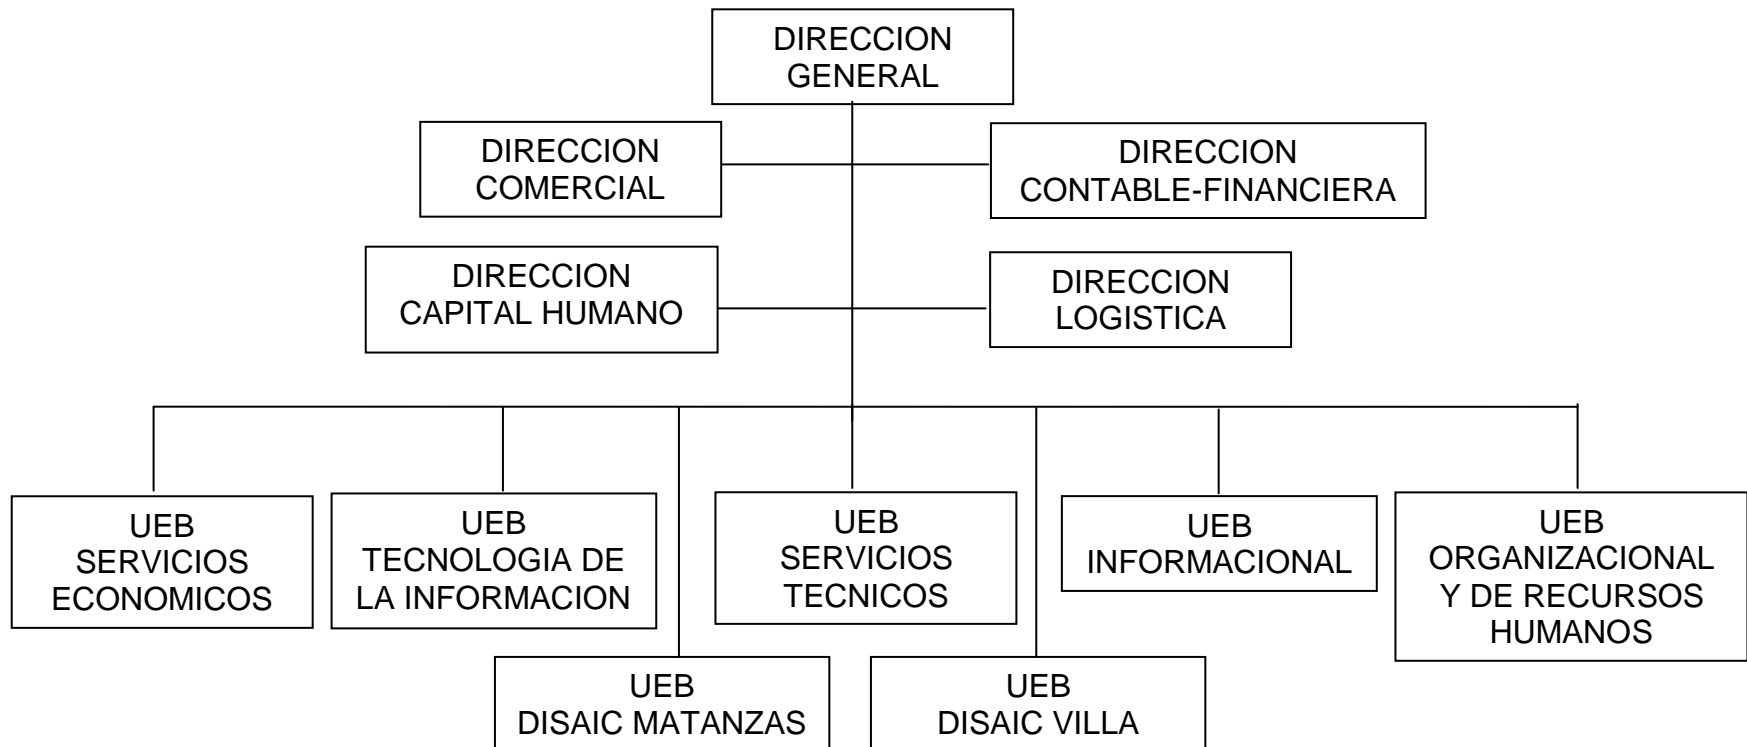 DIRECCION
GENERAL
DIRECCION
COMERCIAL
DIRECCION
CONTABLE-FINANCIERA
DIRECCION
CAPITAL HUMANO
DIRECCION
LOGISTICA
UEB
SERVICIOS
ECONOMICOS
UEB
TECNOLOGIA DE
LA INFORMACION
UEB
SERVICIOS
TECNICOS
UEB
INFORMACIONAL
UEB
ORGANIZACIONAL
Y DE RECURSOS
HUMANOS
UEB
DISAIC MATANZAS
UEB
DISAIC VILLA